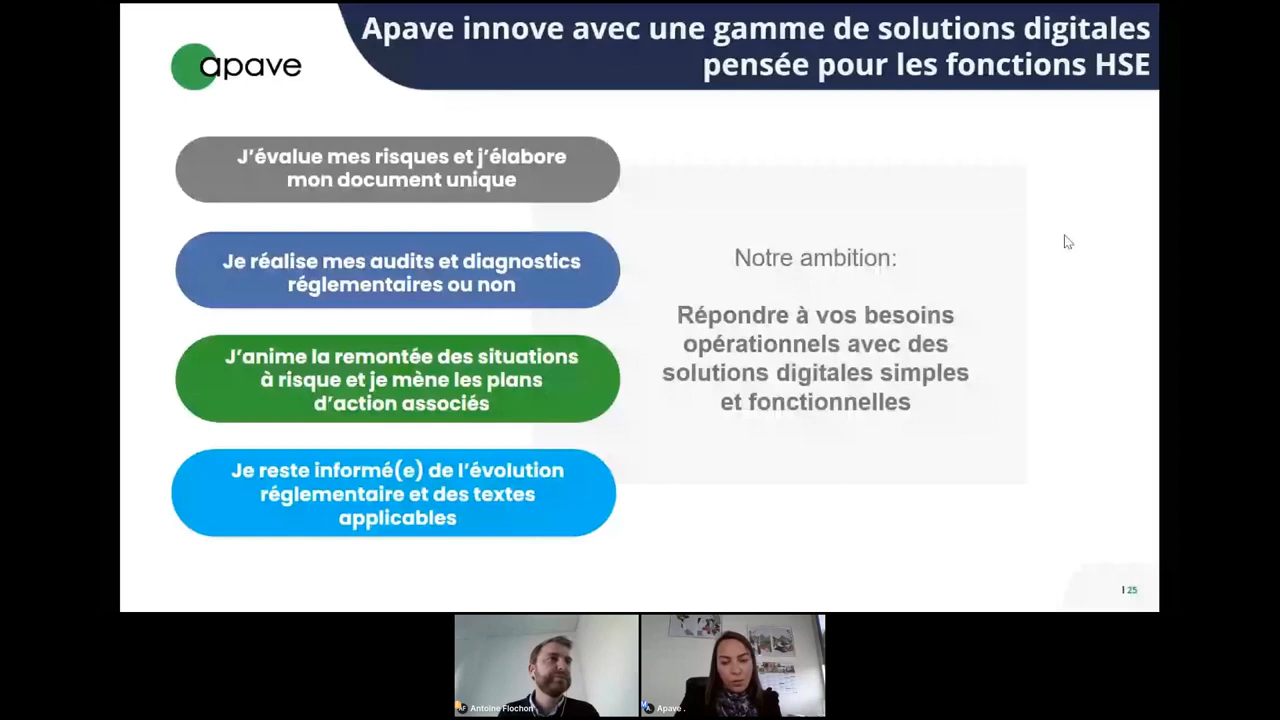 Apave innove avec une gamme de solutions digitales
pensée pour les fonctions HSE
apave
J'évalue mes risques et j'élabore
mon document unique
Je réalise mes audits et diagnostics
réglementaires ou non
J'anime la remontée des situations
à risque et je mène les plans
d'action associés
Je reste informé(e) de l'évolution
réglementaire et des textes
applicables
Notre ambition:
Répondre à vos besoins
opérationnels avec des
solutions digitales simples
et fonctionnelles
I 25
AF Antoine Flochon
Apave .